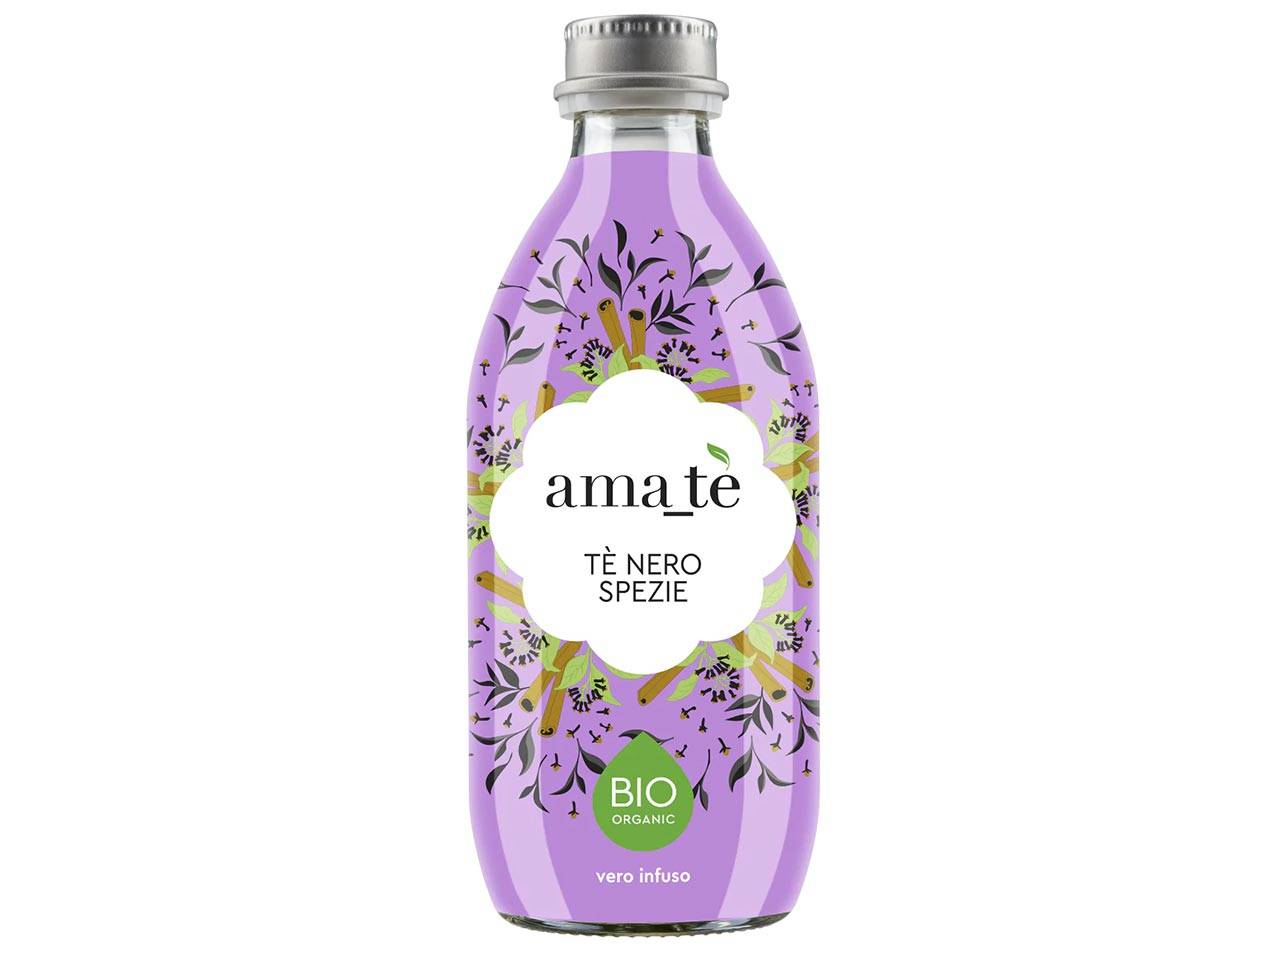 ama_tè
TÈ NERO
SPEZIE
BIO
ORGANIC
vero infuso